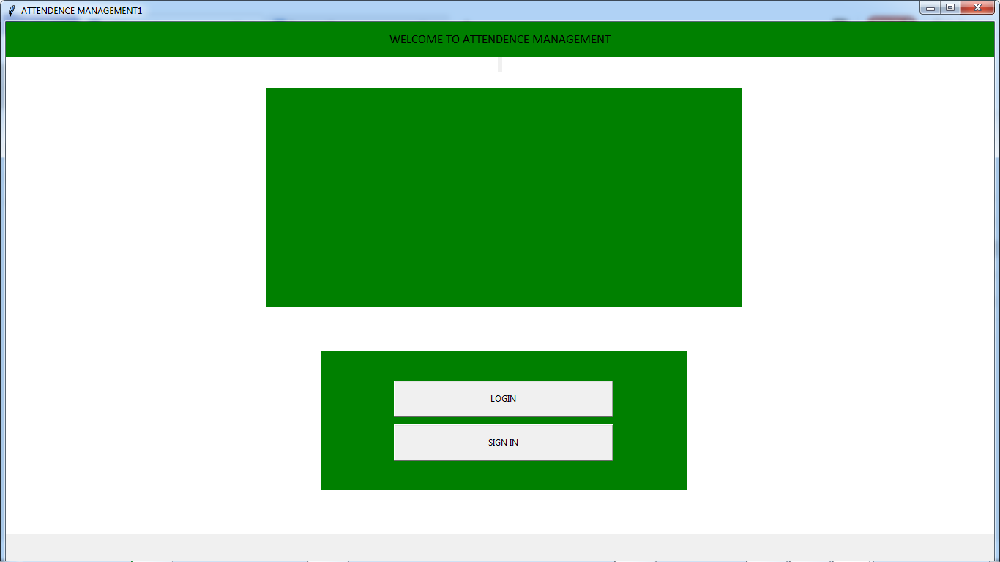 ATTENDENCE MANAGEMENT1
WELCOME TO ATTENDENCE MANAGEMENT
LOGIN
SIGN IN